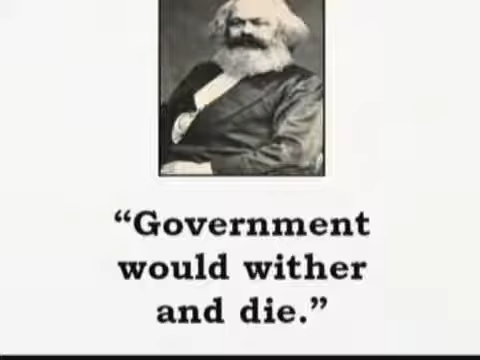 “Government
would wither
and die.”